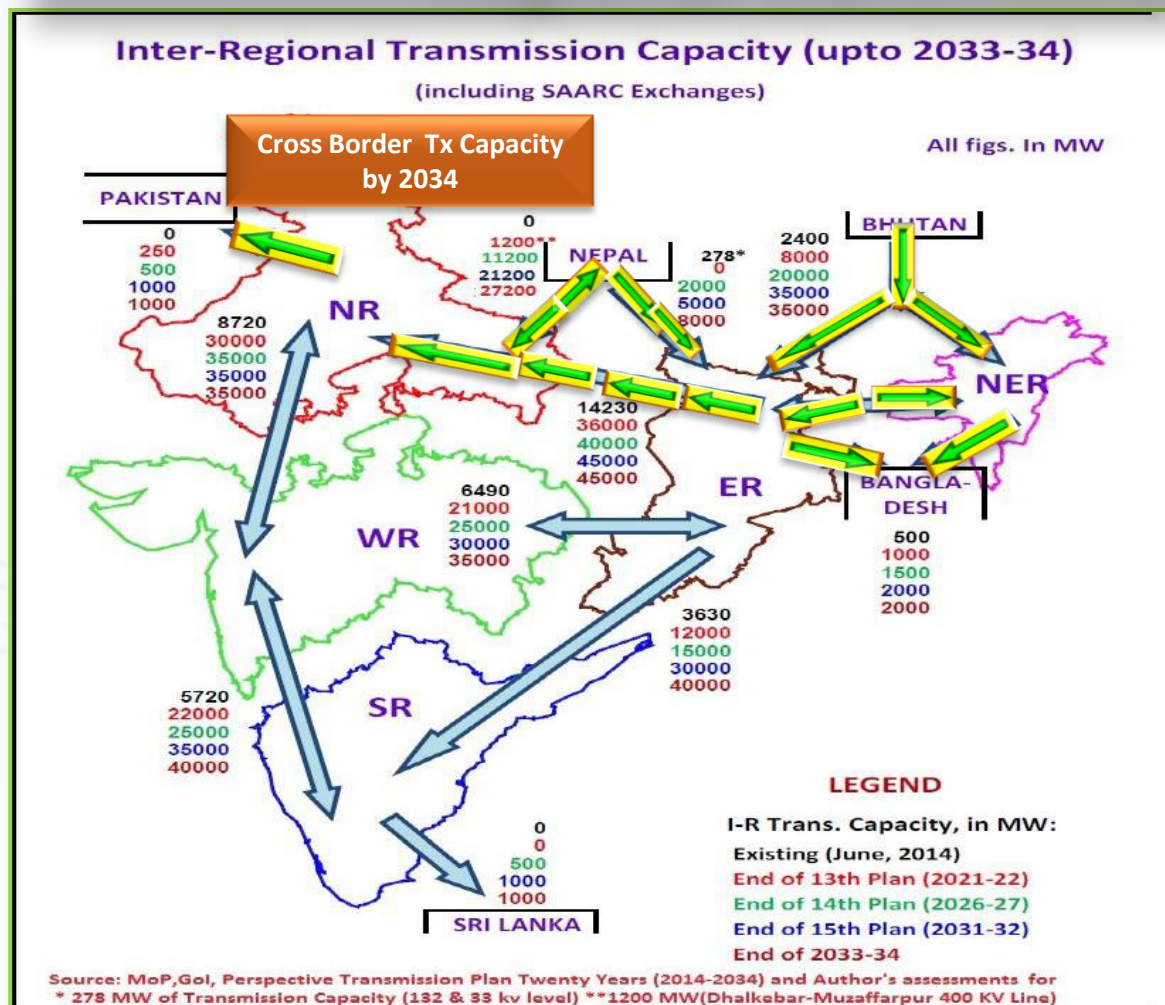 Inter-Regional Transmission Capacity (upto 2033-34)
(including SAARC Exchanges)
Cross Border Tx Capacity
by 2034
All figs. In MW
PAKISTAN
0
250
500
1000
1000
0
1200**
11200
21200
27200
NEPAL
278*
0
2000
5000
8000
2400
8000
20000
35000
35000
BHUTAN
NR
8720
30000
35000
35000
35000
NER
14230
36000
40000
45000
45000
ER
BANGLA-
DESH
500
1000
1500
2000
2000
WR
6490
21000
25000
30000
35000
3630
12000
15000
30000
40000
SR
5720
22000
25000
35000
40000
0
0
500
1000
1000
SRI LANKA
LEGEND
I-R Trans. Capacity, in MW:
Existing (June, 2014)
End of 13th Plan (2021-22)
End of 14th Plan (2026-27)
End of 15th Plan (2031-32)
End of 2033-34
Source: MoP,GoI, Perspective Transmission Plan Twenty Years (2014-2034) and Author's assessments for
* 278 MW of Transmission Capacity (132 & 33 kv level) **1200 MW(Dhalkebar-Muzaffarpur 400 KV Line)